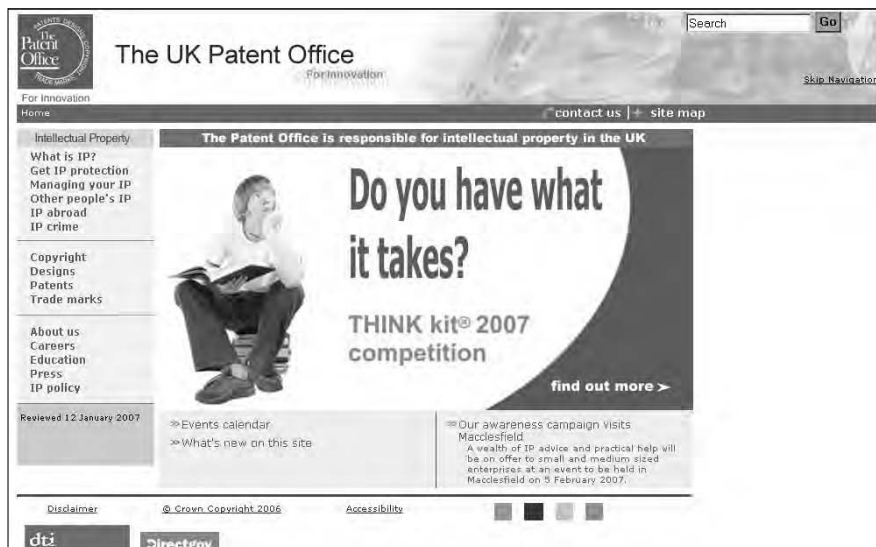 PATENTS DESIGNS COPYRIGHT
TRADE MARKS
The
Patent
Office
For Innovation
The UK Patent Office
For Innovation
Search
Go
Skip Navigation
Home
contact us | + site map
Intellectual Property
What is IP?
Get IP protection
Managing your IP
Other people's IP
IP abroad
IP crime
Copyright
Designs
Patents
Trade marks
About us
Careers
Education
Press
IP policy
Reviewed 12 January 2007
The Patent Office is responsible for intellectual property in the UK
Do you have what
it takes?
THINK kit® 2007
competition
find out more >
»Events calendar
»What's new on this site
»Our awareness campaign visits
Macclesfield
A wealth of IP advice and practical help will
be on offer to small and medium sized
enterprises at an event to be held in
Macclesfield on 5 February 2007.
Disclaimer
© Crown Copyright 2006
Accessibility
dti
Directgov